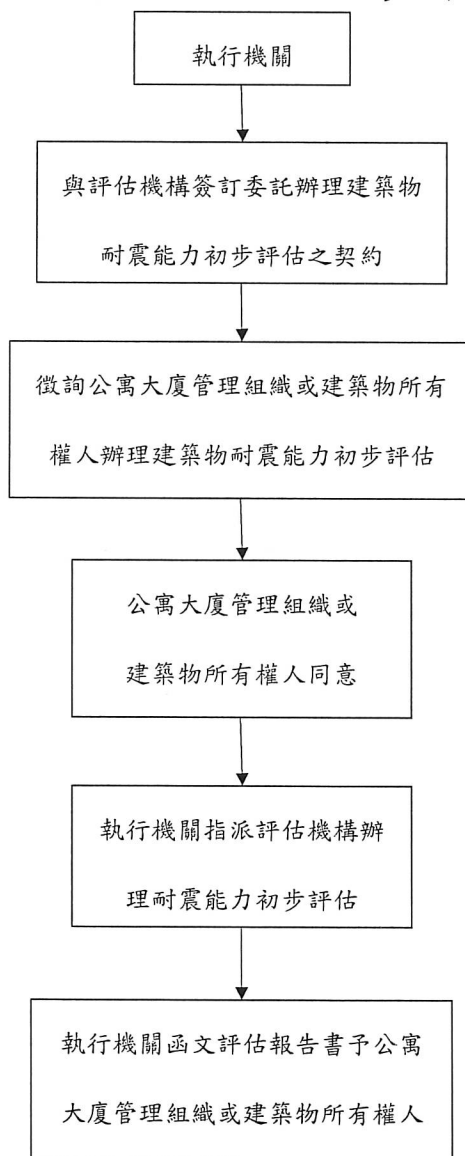 執行機關
與評估機構簽訂委託辦理建築物
耐震能力初步評估之契約
徵詢公寓大廈管理組織或建築物所有
權人辦理建築物耐震能力初步評估
公寓大廈管理組織或
建築物所有權人同意
執行機關指派評估機構辦
理耐震能力初步評估
執行機關函文評估報告書予公寓
大廈管理組織或建築物所有權人